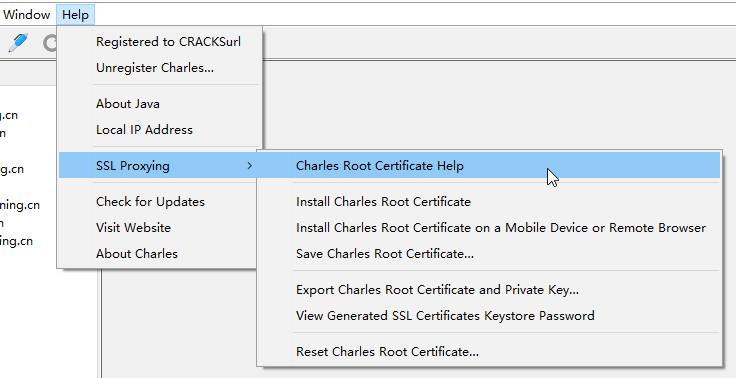 Window Help
Registered to CRACKSurl
Unregister Charles...
About Java
g.cn
Local IP Address
n
SSL Proxying
Charles Root Certificate Help
ng.cn
Check for Updates
Install Charles Root Certificate
ning.cn
Visit Website
Install Charles Root Certificate on a Mobile Device or Remote Browser
n
About Charles
Save Charles Root Certificate...
ing.cn
Export Charles Root Certificate and Private Key...
View Generated SSL Certificates Keystore Password
Reset Charles Root Certificate...